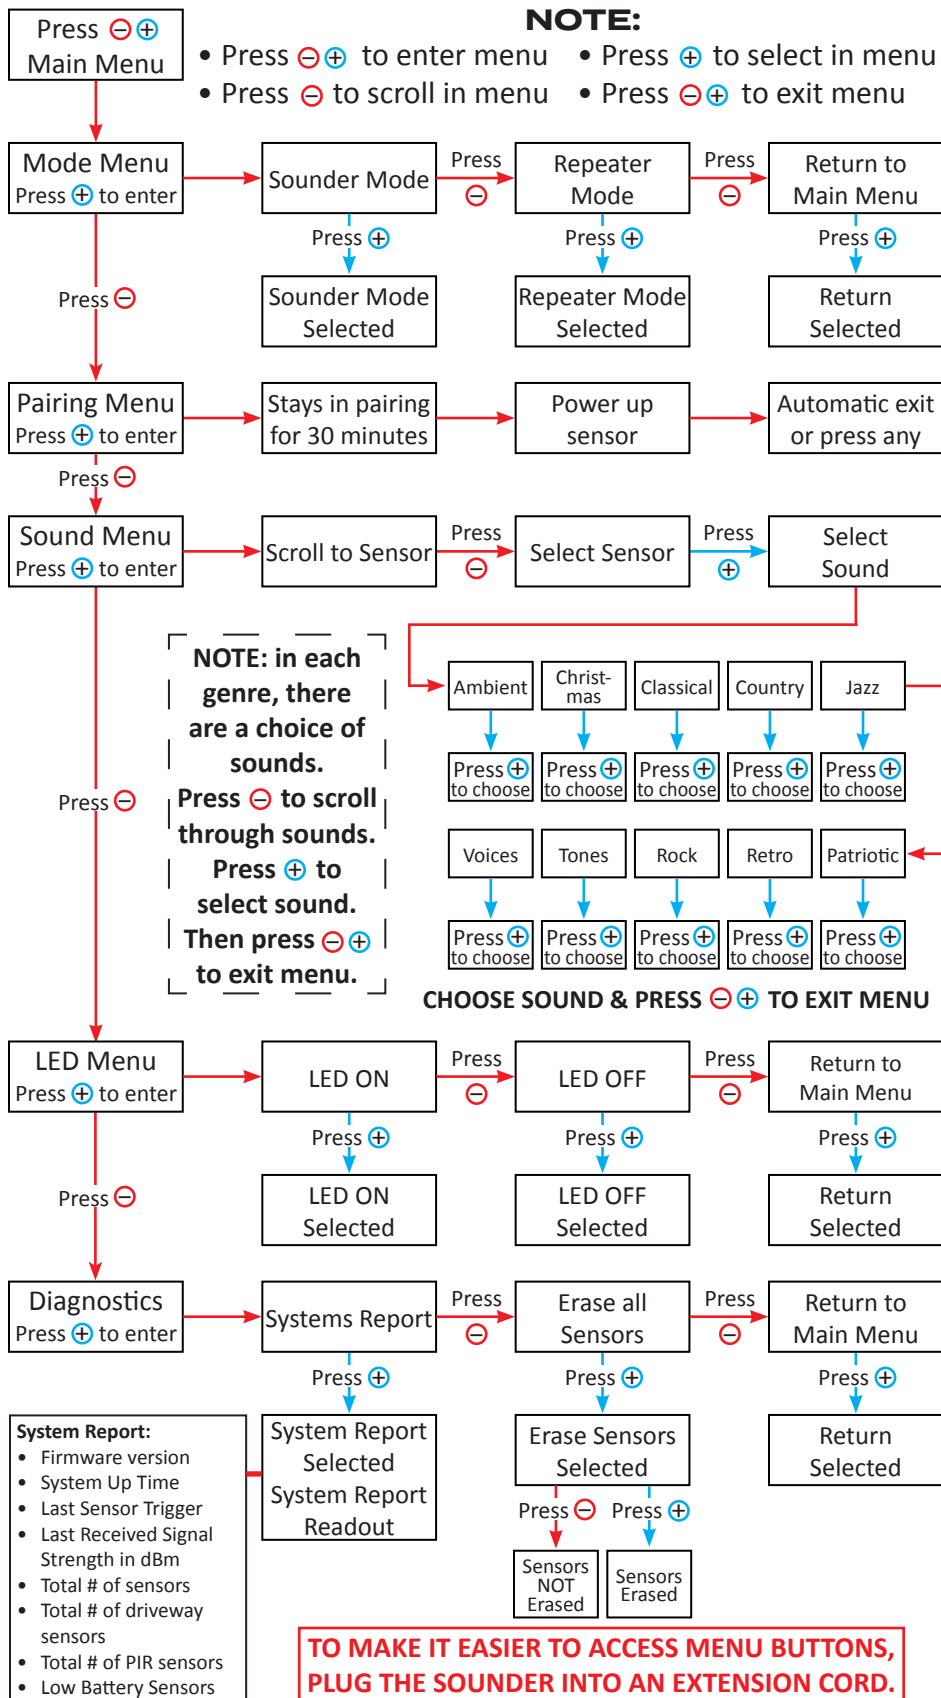 Press ⊖ ⊕
Main Menu
NOTE:
• Press ⊖ ⊕ to enter menu
• Press ⊕ to select in menu
• Press ⊖ to scroll in menu
• Press ⊖ ⊕ to exit menu
Mode Menu
Press ⊕ to enter
Sounder Mode
Press
⊖
Repeater
Mode
Press
⊖
Return to
Main Menu
Press ⊕
Press ⊕
Press ⊕
Sounder Mode
Selected
Repeater Mode
Selected
Return
Selected
Press ⊖
Pairing Menu
Press ⊕ to enter
Stays in pairing
for 30 minutes
Power up
sensor
Automatic exit
or press any
Press ⊖
Sound Menu
Press ⊕ to enter
Scroll to Sensor
Press
⊖
Select Sensor
Press
⊕
Select
Sound
NOTE: in each
genre, there
are a choice of
sounds.
Press ⊖ to scroll
through sounds.
Press ⊕ to
select sound.
Then press ⊖ ⊕
to exit menu.
Ambient
Christ-
mas
Classical
Country
Jazz
Press ⊕
to choose
Press ⊕
to choose
Press ⊕
to choose
Press ⊕
to choose
Press ⊕
to choose
Press ⊖
Voices
Tones
Rock
Retro
Patriotic
Press ⊕
to choose
Press ⊕
to choose
Press ⊕
to choose
Press ⊕
to choose
Press ⊕
to choose
CHOOSE SOUND & PRESS ⊖ ⊕ TO EXIT MENU
LED Menu
Press ⊕ to enter
LED ON
Press
⊖
LED OFF
Press
⊖
Return to
Main Menu
Press ⊕
Press ⊕
Press ⊕
LED ON
Selected
LED OFF
Selected
Return
Selected
Press ⊖
Diagnostics
Press ⊕ to enter
Systems Report
Press
⊖
Erase all
Sensors
Press
⊖
Return to
Main Menu
Press ⊕
Press ⊕
Press ⊕
System Report
Selected
System Report
Readout
Erase Sensors
Selected
Return
Selected
Press ⊖
Press ⊕
Sensors
NOT
Erased
Sensors
Erased
System Report:
• Firmware version
• System Up Time
• Last Sensor Trigger
• Last Received Signal
Strength in dBm
• Total # of sensors
• Total # of driveway
sensors
• Total # of PIR sensors
• Low Battery Sensors
TO MAKE IT EASIER TO ACCESS MENU BUTTONS,
PLUG THE SOUNDER INTO AN EXTENSION CORD.